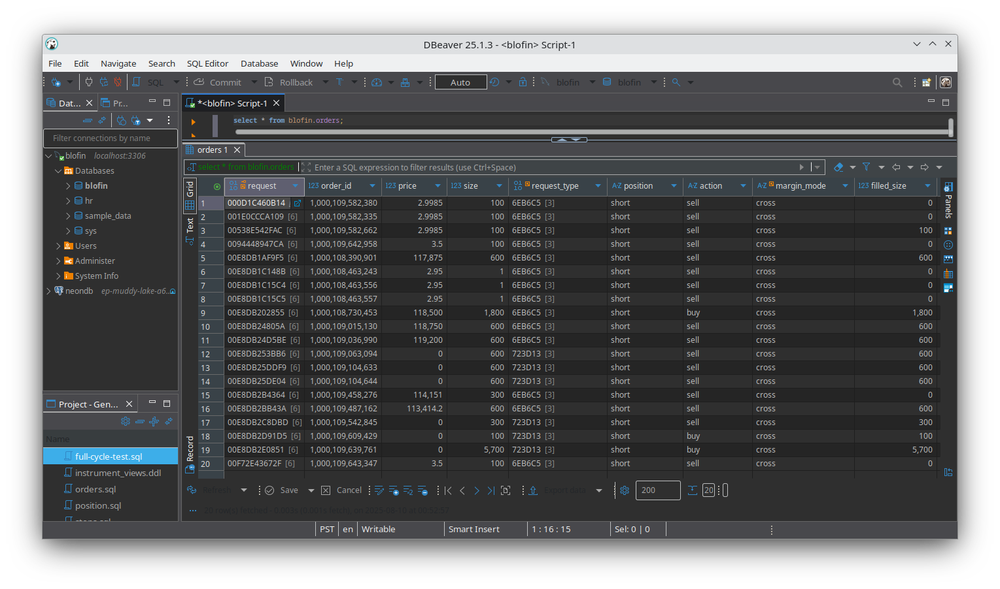 DBeaver 25.1.3 - <blofin> Script-1
File Edit Navigate Search SQL Editor Database Window Help
SQL Commit Rollback Auto blofin blofin
Dat... Pr...
*<blofin> Script-1
select * from blofin.orders;
Filter connections by name
blofin localhost:3306
Databases
blofin
hr
sample_data
sys
Users
Administer
System Info
neondb ep-muddy-lake-a6...
orders 1
select * from blofin.orders Enter a SQL expression to filter results (use Ctrl+Space)
Grid
Text
Record
Panels
request order_id price size request_type position action margin_mode filled_size
1 000D1C460B14 1,000,109,582,380 2.9985 100 6EB6C5 [3] short sell cross 0
2 001E0CCCA109 [6] 1,000,109,582,335 2.9985 100 6EB6C5 [3] short sell cross 0
3 00538E542FAC [6] 1,000,109,582,662 2.9985 100 6EB6C5 [3] short sell cross 100
4 0094448947CA [6] 1,000,109,642,958 3.5 100 6EB6C5 [3] short sell cross 0
5 00E8DB1AF9F5 [6] 1,000,108,390,901 117,875 600 6EB6C5 [3] short sell cross 600
6 00E8DB1C148B [6] 1,000,108,463,243 2.95 1 6EB6C5 [3] short sell cross 0
7 00E8DB1C15C4 [6] 1,000,108,463,556 2.95 1 6EB6C5 [3] short sell cross 0
8 00E8DB1C15C5 [6] 1,000,108,463,557 2.95 1 6EB6C5 [3] short sell cross 0
9 00E8DB202855 [6] 1,000,108,730,453 118,500 1,800 6EB6C5 [3] short buy cross 1,800
10 00E8DB24805A [6] 1,000,109,015,130 118,750 600 6EB6C5 [3] short sell cross 600
11 00E8DB24D5BE [6] 1,000,109,036,990 119,200 600 6EB6C5 [3] short sell cross 600
12 00E8DB253BB6 [6] 1,000,109,063,094 0 600 723D13 [3] short sell cross 600
13 00E8DB25DDF9 [6] 1,000,109,104,633 0 600 723D13 [3] short sell cross 600
14 00E8DB25DE04 [6] 1,000,109,104,644 0 600 723D13 [3] short sell cross 600
15 00E8DB2B4364 [6] 1,000,109,458,276 114,151 300 6EB6C5 [3] short sell cross 0
16 00E8DB2BB43A [6] 1,000,109,487,162 113,414.2 600 6EB6C5 [3] short sell cross 600
17 00E8DB2C8DBD [6] 1,000,109,542,845 0 300 723D13 [3] short sell cross 300
18 00E8DB2D91D5 [6] 1,000,109,609,429 0 100 723D13 [3] short buy cross 100
19 00E8DB2E0851 [6] 1,000,109,639,761 0 5,700 723D13 [3] short buy cross 5,700
20 00F72E43672F [6] 1,000,109,643,347 3.5 100 6EB6C5 [3] short sell cross 0
Project - Gen...
Name
full-cycle-test.sql
instrument_views.ddl
orders.sql
position.sql
Refresh Save Cancel Export data 200 20
20 row(s) fetched - 0.003s (0.001s fetch), on 2025-08-10 at 00:52:57
PST en Writable Smart Insert 1 : 16 : 15 Sel: 0 | 0